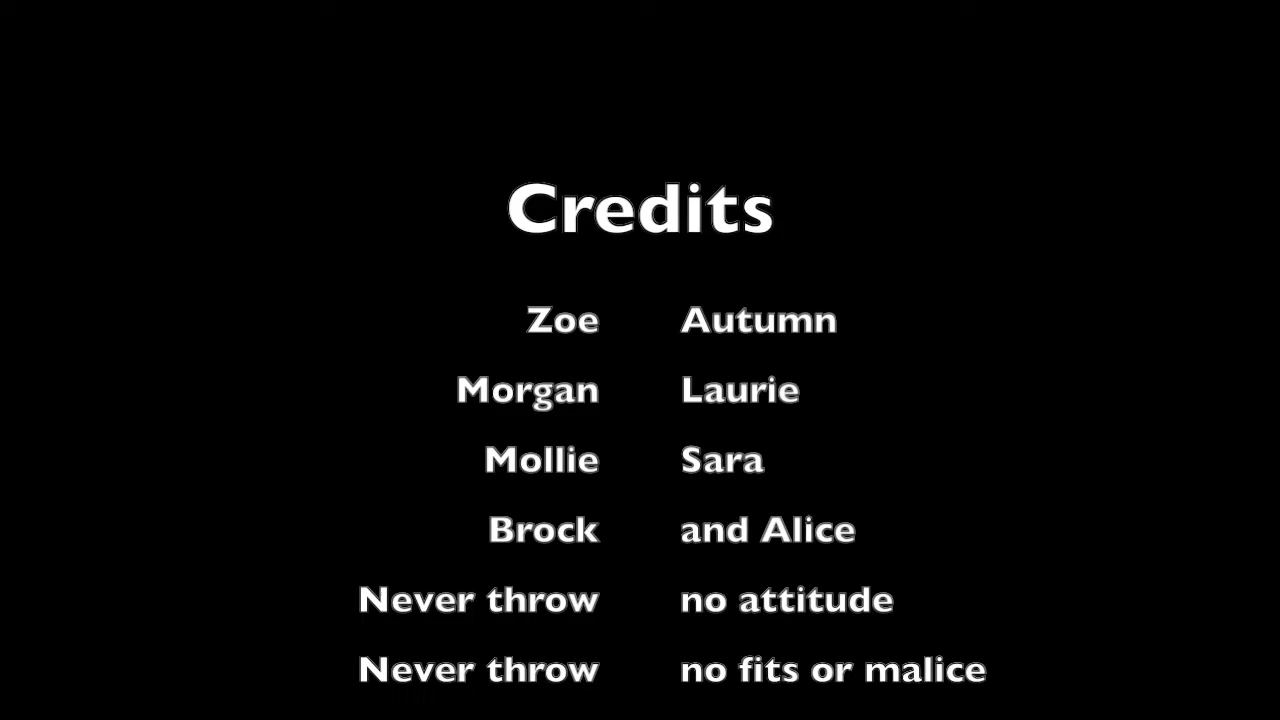 Credits
Zoe Autumn
Morgan Laurie
Mollie Sara
Brock and Alice
Never throw no attitude
Never throw no fits or malice